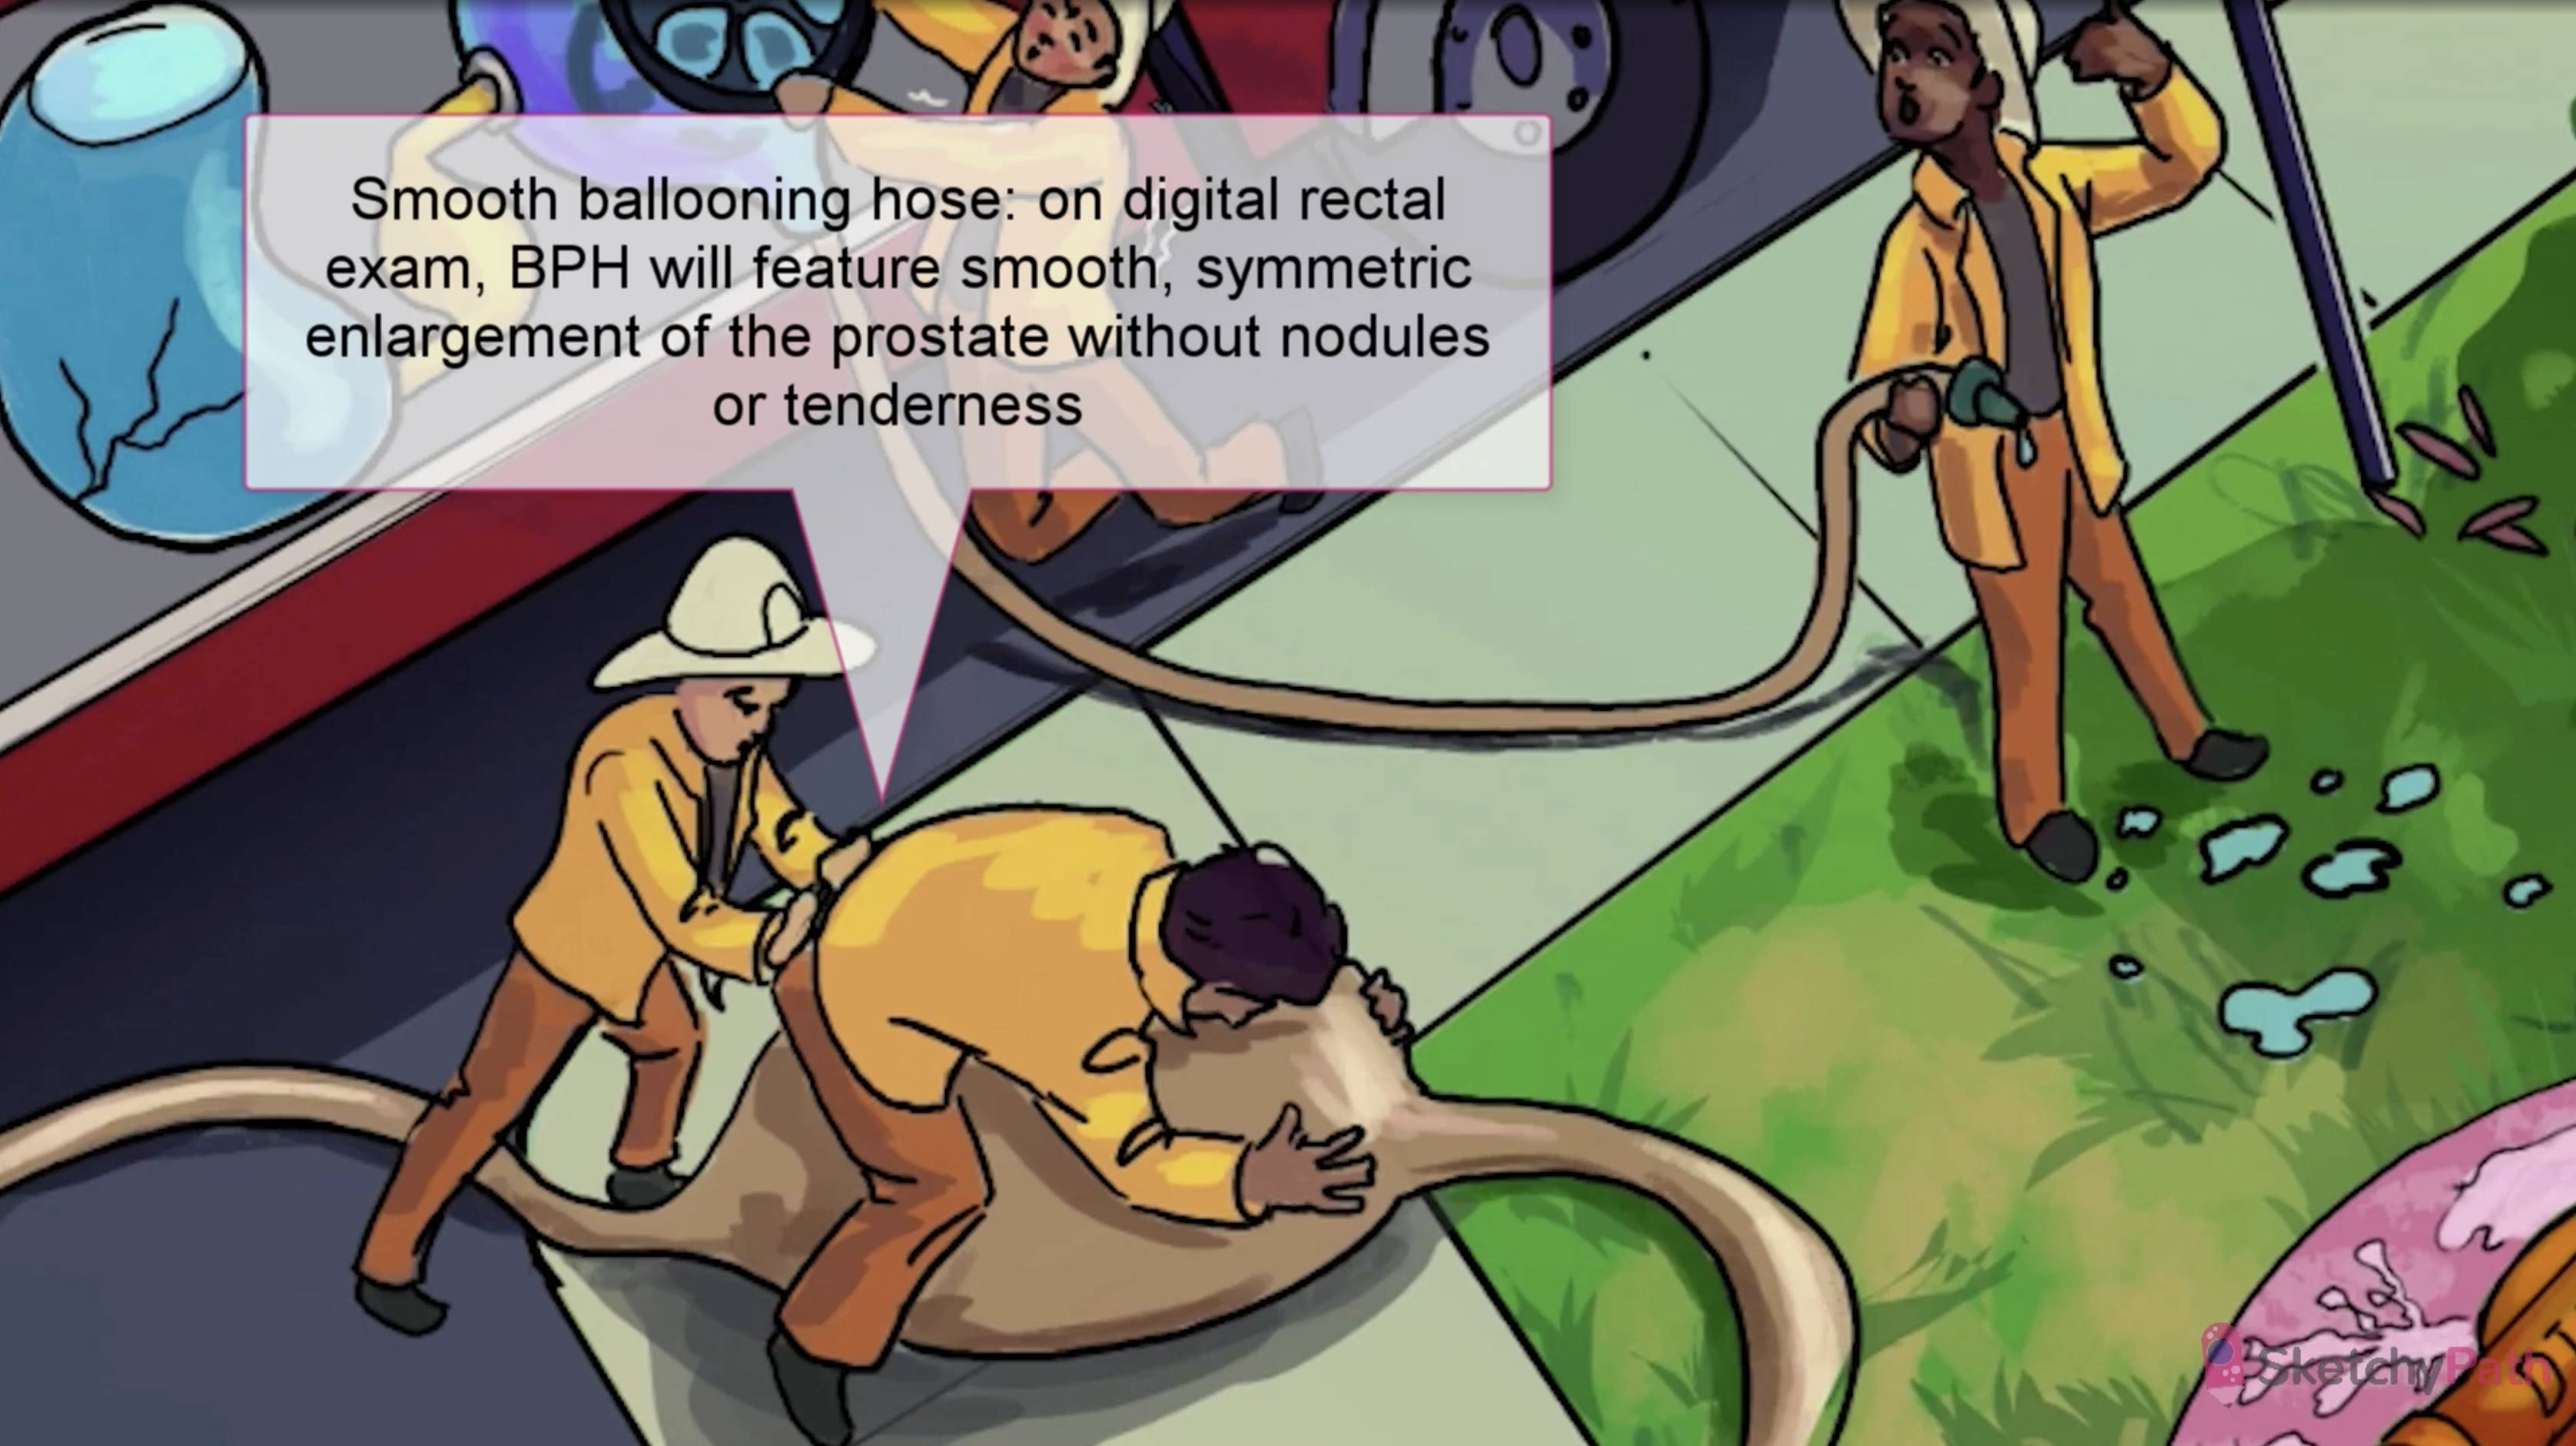 Smooth ballooning hose: on digital rectal
exam, BPH will feature smooth, symmetric
enlargement of the prostate without nodules
or tenderness
SketchyPath